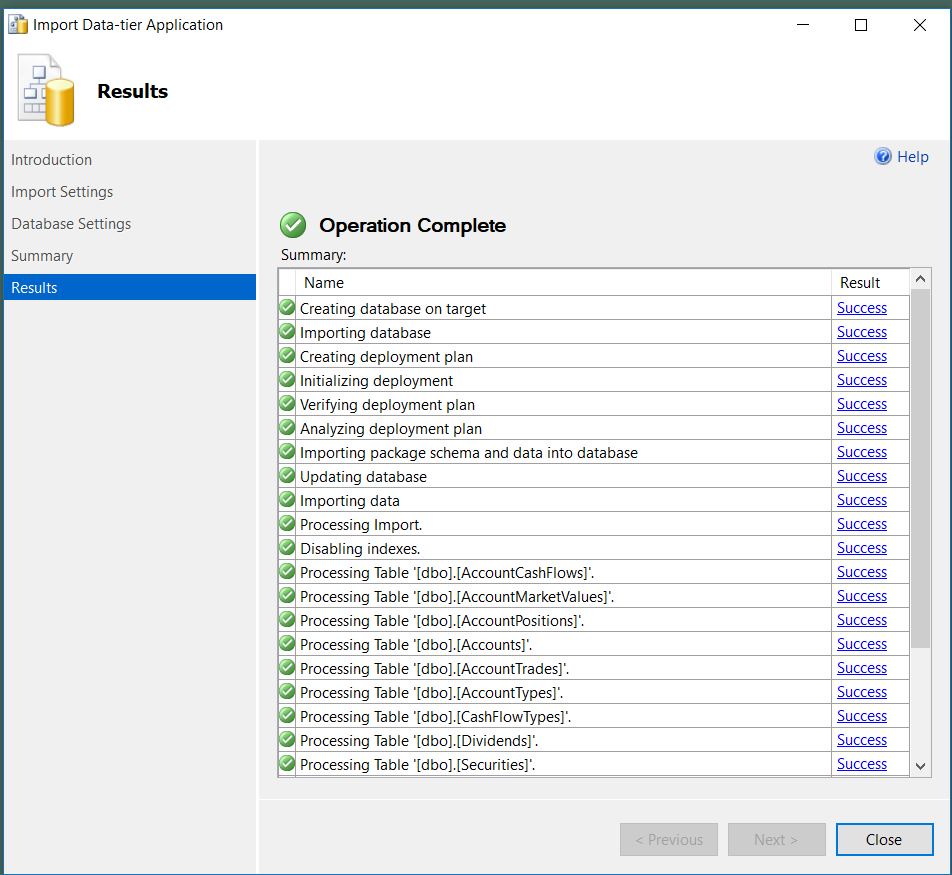 Import Data-tier Application
Results
Introduction
Import Settings
Database Settings
Summary
Results
Help
Operation Complete
Summary:
Name Result
Creating database on target Success
Importing database Success
Creating deployment plan Success
Initializing deployment Success
Verifying deployment plan Success
Analyzing deployment plan Success
Importing package schema and data into database Success
Updating database Success
Importing data Success
Processing Import. Success
Disabling indexes. Success
Processing Table '[dbo].[AccountCashFlows]'. Success
Processing Table '[dbo].[AccountMarketValues]'. Success
Processing Table '[dbo].[AccountPositions]'. Success
Processing Table '[dbo].[Accounts]'. Success
Processing Table '[dbo].[AccountTrades]'. Success
Processing Table '[dbo].[AccountTypes]'. Success
Processing Table '[dbo].[CashFlowTypes]'. Success
Processing Table '[dbo].[Dividends]'. Success
Processing Table '[dbo].[Securities]'. Success
< Previous Next > Close